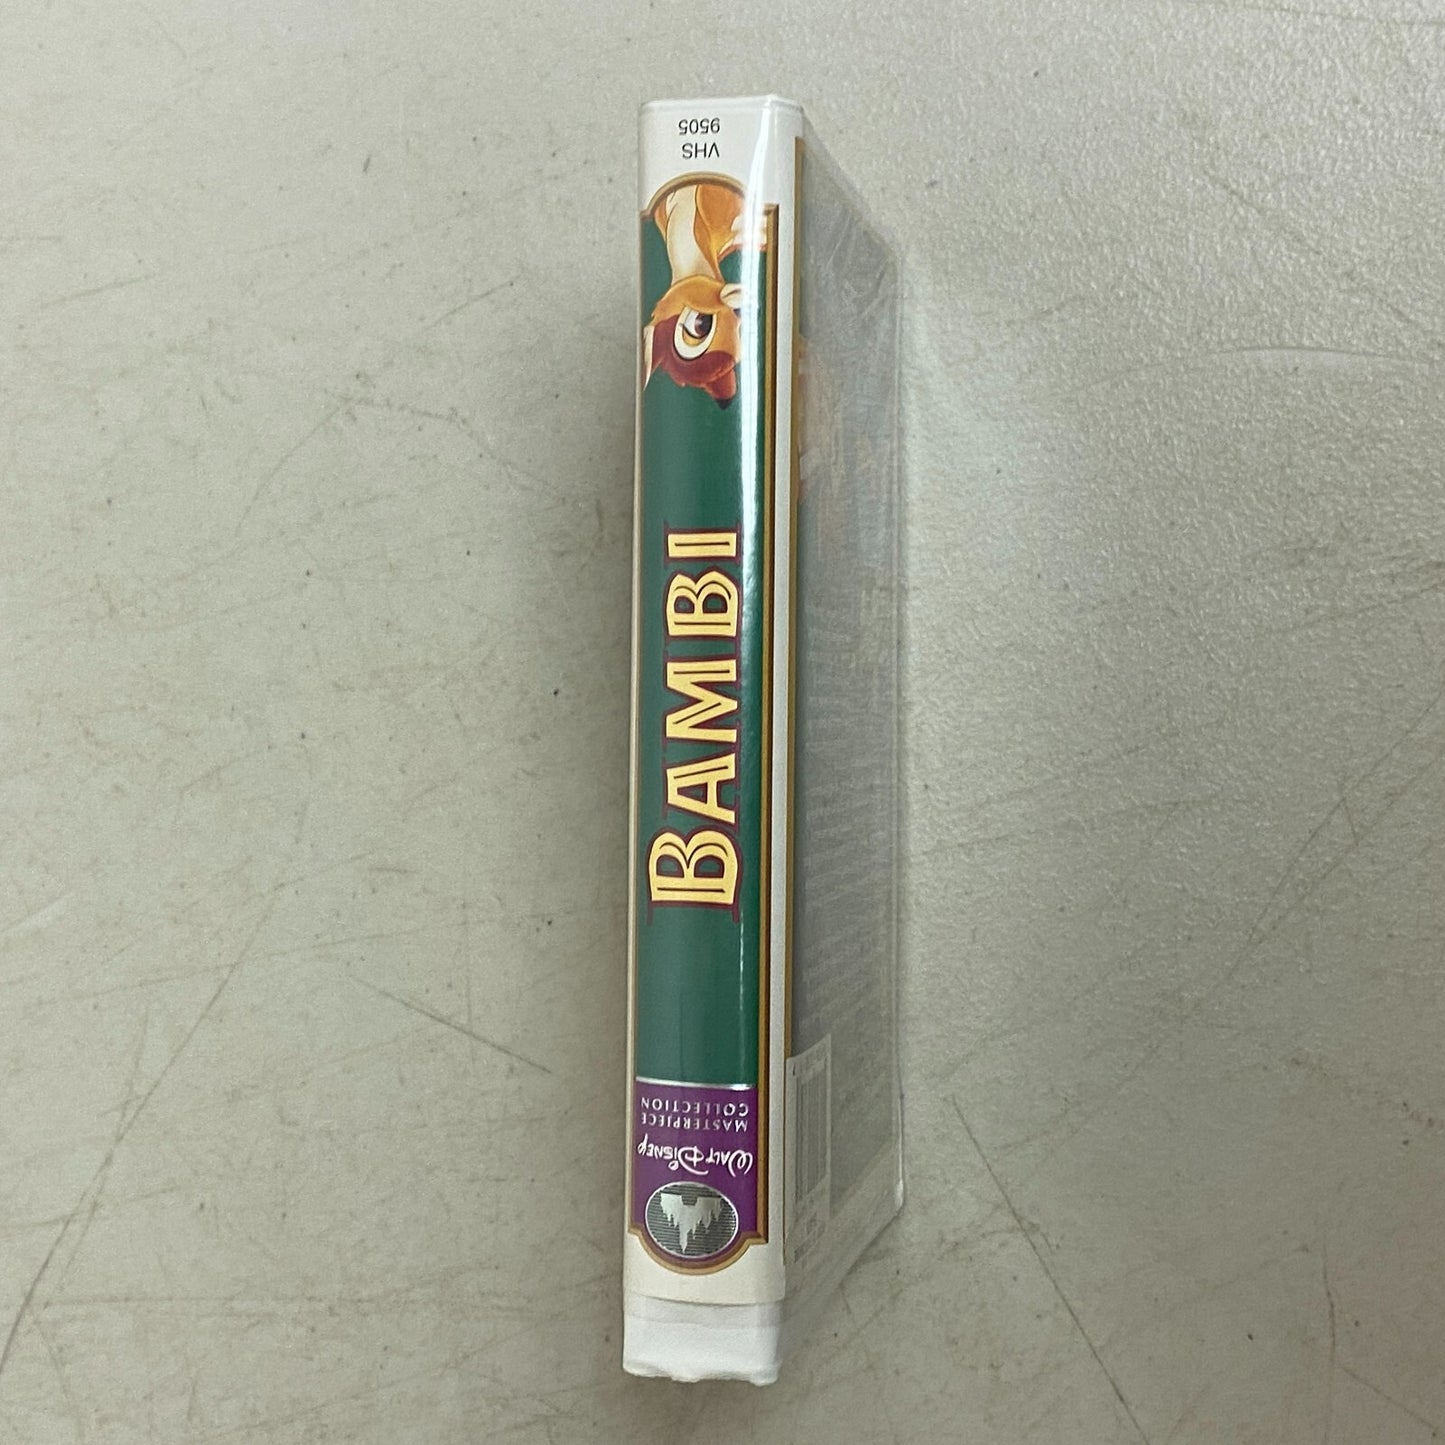 WALT DISNEY
MASTERPIECE
COLLECTION
BAMBI
VHS
9505